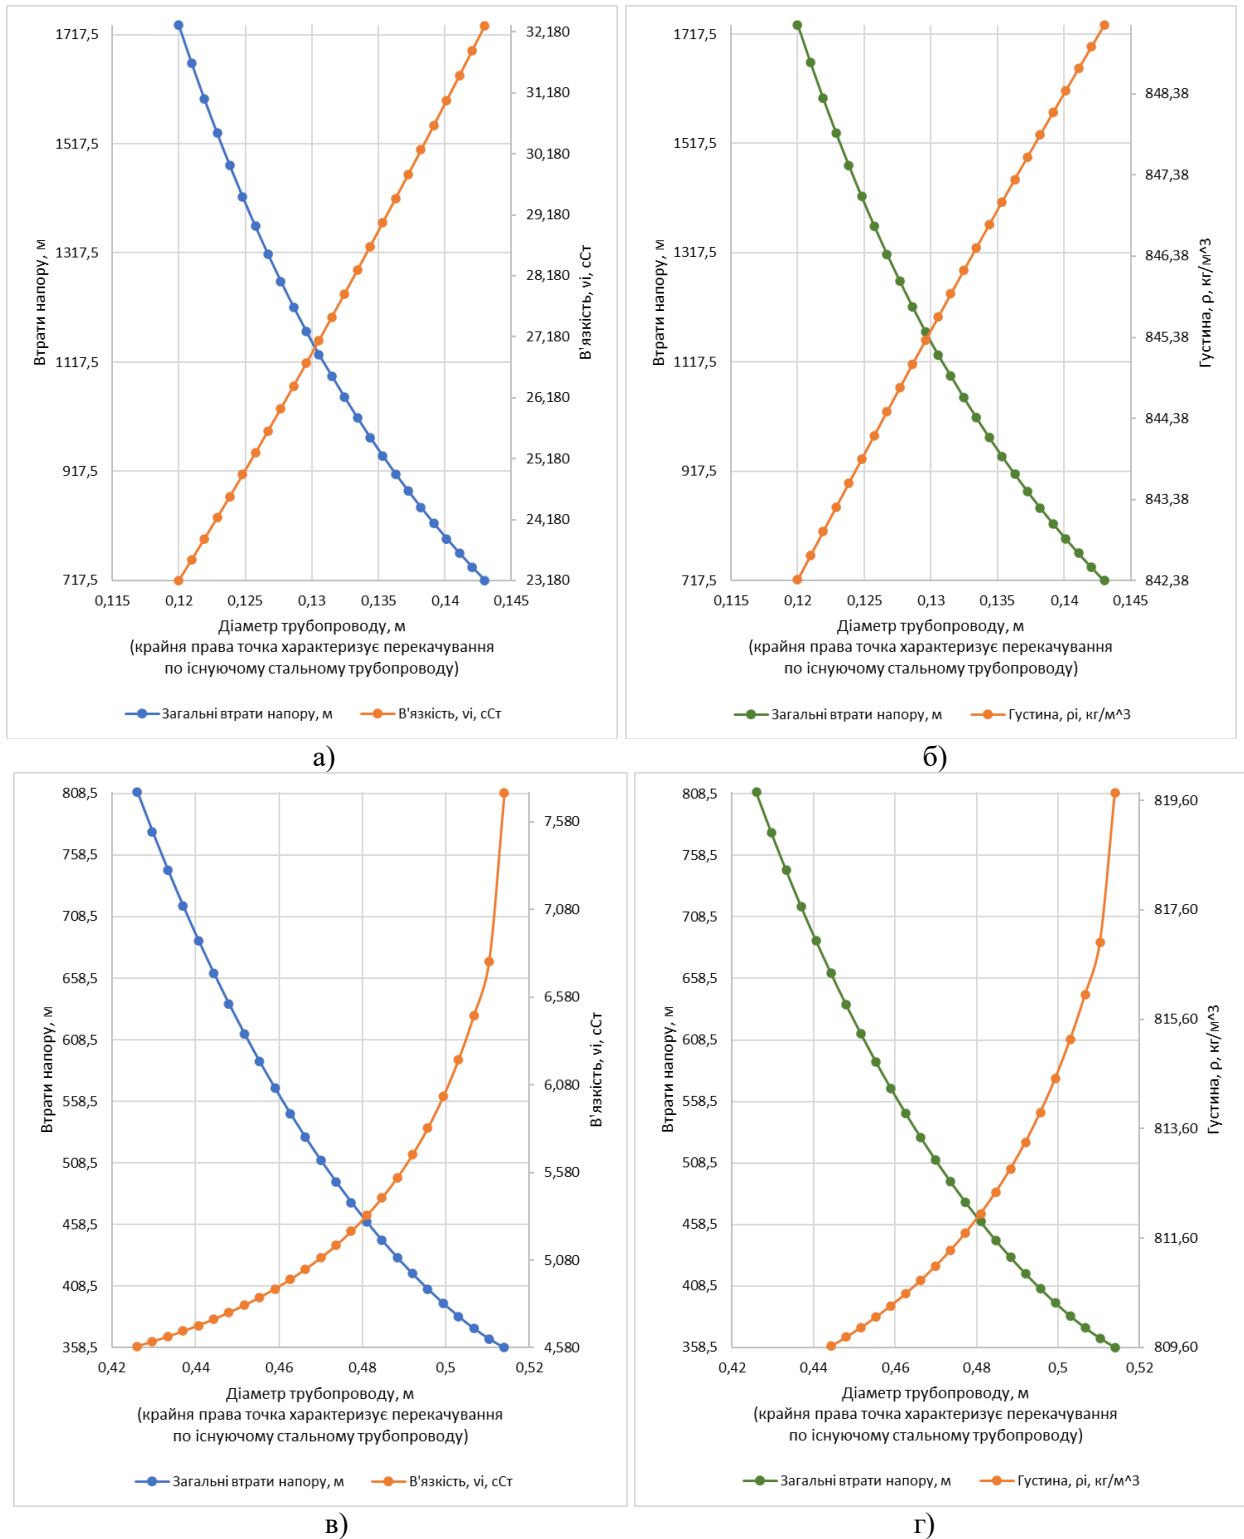 1717,5
1517,5
1317,5
1117,5
917,5
717,5
Втрати напору, м
32,180
31,180
30,180
29,180
28,180
27,180
26,180
25,180
24,180
23,180
В'язкість, νi, сСт
0,115 0,12 0,125 0,13 0,135 0,14 0,145
Діаметр трубопроводу, м
(крайня права точка характеризує перекачування
по існуючому стальному трубопроводу)
Загальні втрати напору, м В'язкість, νi, сСт
а)
1717,5
1517,5
1317,5
1117,5
917,5
717,5
Втрати напору, м
848,38
847,38
846,38
845,38
844,38
843,38
842,38
Густина, ρ, кг/м^3
0,115 0,12 0,125 0,13 0,135 0,14 0,145
Діаметр трубопроводу, м
(крайня права точка характеризує перекачування
по існуючому стальному трубопроводу)
Загальні втрати напору, м Густина, ρi, кг/м^3
б)
808,5
758,5
708,5
658,5
608,5
558,5
508,5
458,5
408,5
358,5
Втрати напору, м
7,580
7,080
6,580
6,080
5,580
5,080
4,580
В'язкість, νi, сСт
0,42 0,44 0,46 0,48 0,5 0,52
Діаметр трубопроводу, м
(крайня права точка характеризує перекачування
по існуючому стальному трубопроводу)
Загальні втрати напору, м В'язкість, νi, сСт
в)
808,5
758,5
708,5
658,5
608,5
558,5
508,5
458,5
408,5
358,5
Втрати напору, м
819,60
817,60
815,60
813,60
811,60
809,60
Густина, ρ, кг/м^3
0,42 0,44 0,46 0,48 0,5 0,52
Діаметр трубопроводу, м
(крайня права точка характеризує перекачування
по існуючому стальному трубопроводу)
Загальні втрати напору, м Густина, ρi, кг/м^3
г)